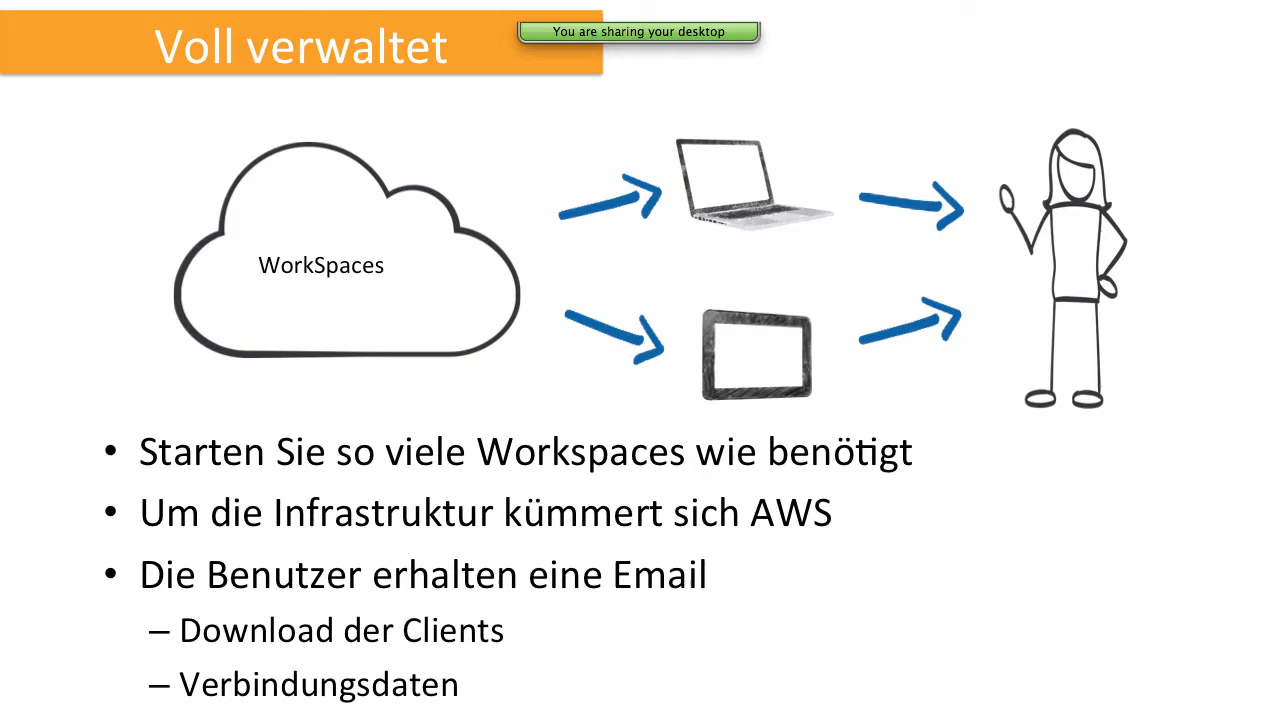 Voll verwaltet
You are sharing your desktop
WorkSpaces
• Starten Sie so viele Workspaces wie benötigt
• Um die Infrastruktur kümmert sich AWS
• Die Benutzer erhalten eine Email
– Download der Clients
– Verbindungsdaten